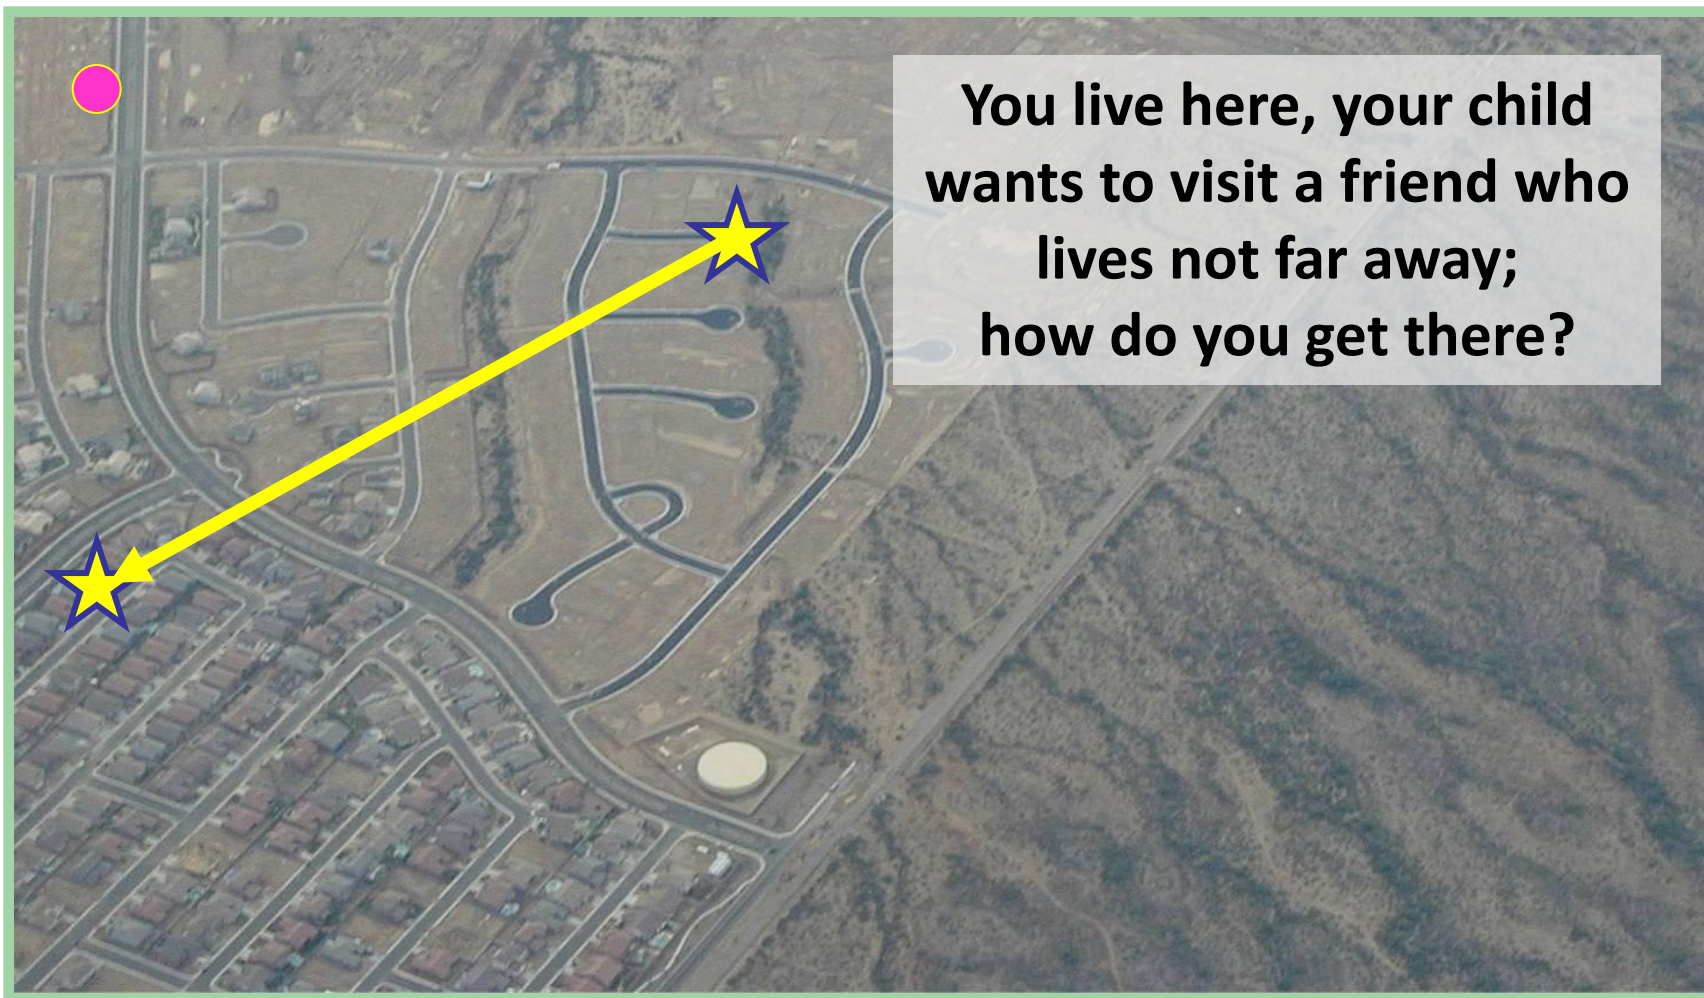 You live here, your child
wants to visit a friend who
lives not far away;
how do you get there?